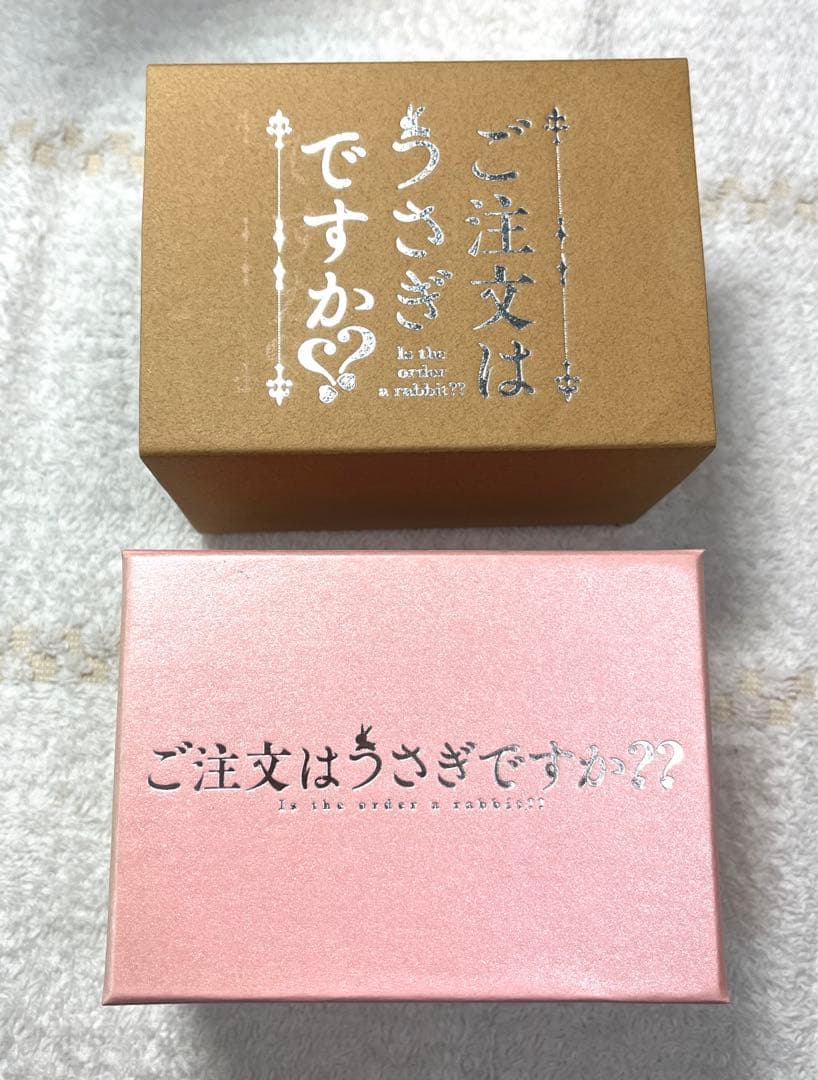 ご注文は
うさぎ
ですか??
Is the
order
a rabbit??
ご注文はうさぎですか??
Is the order a rabbit??